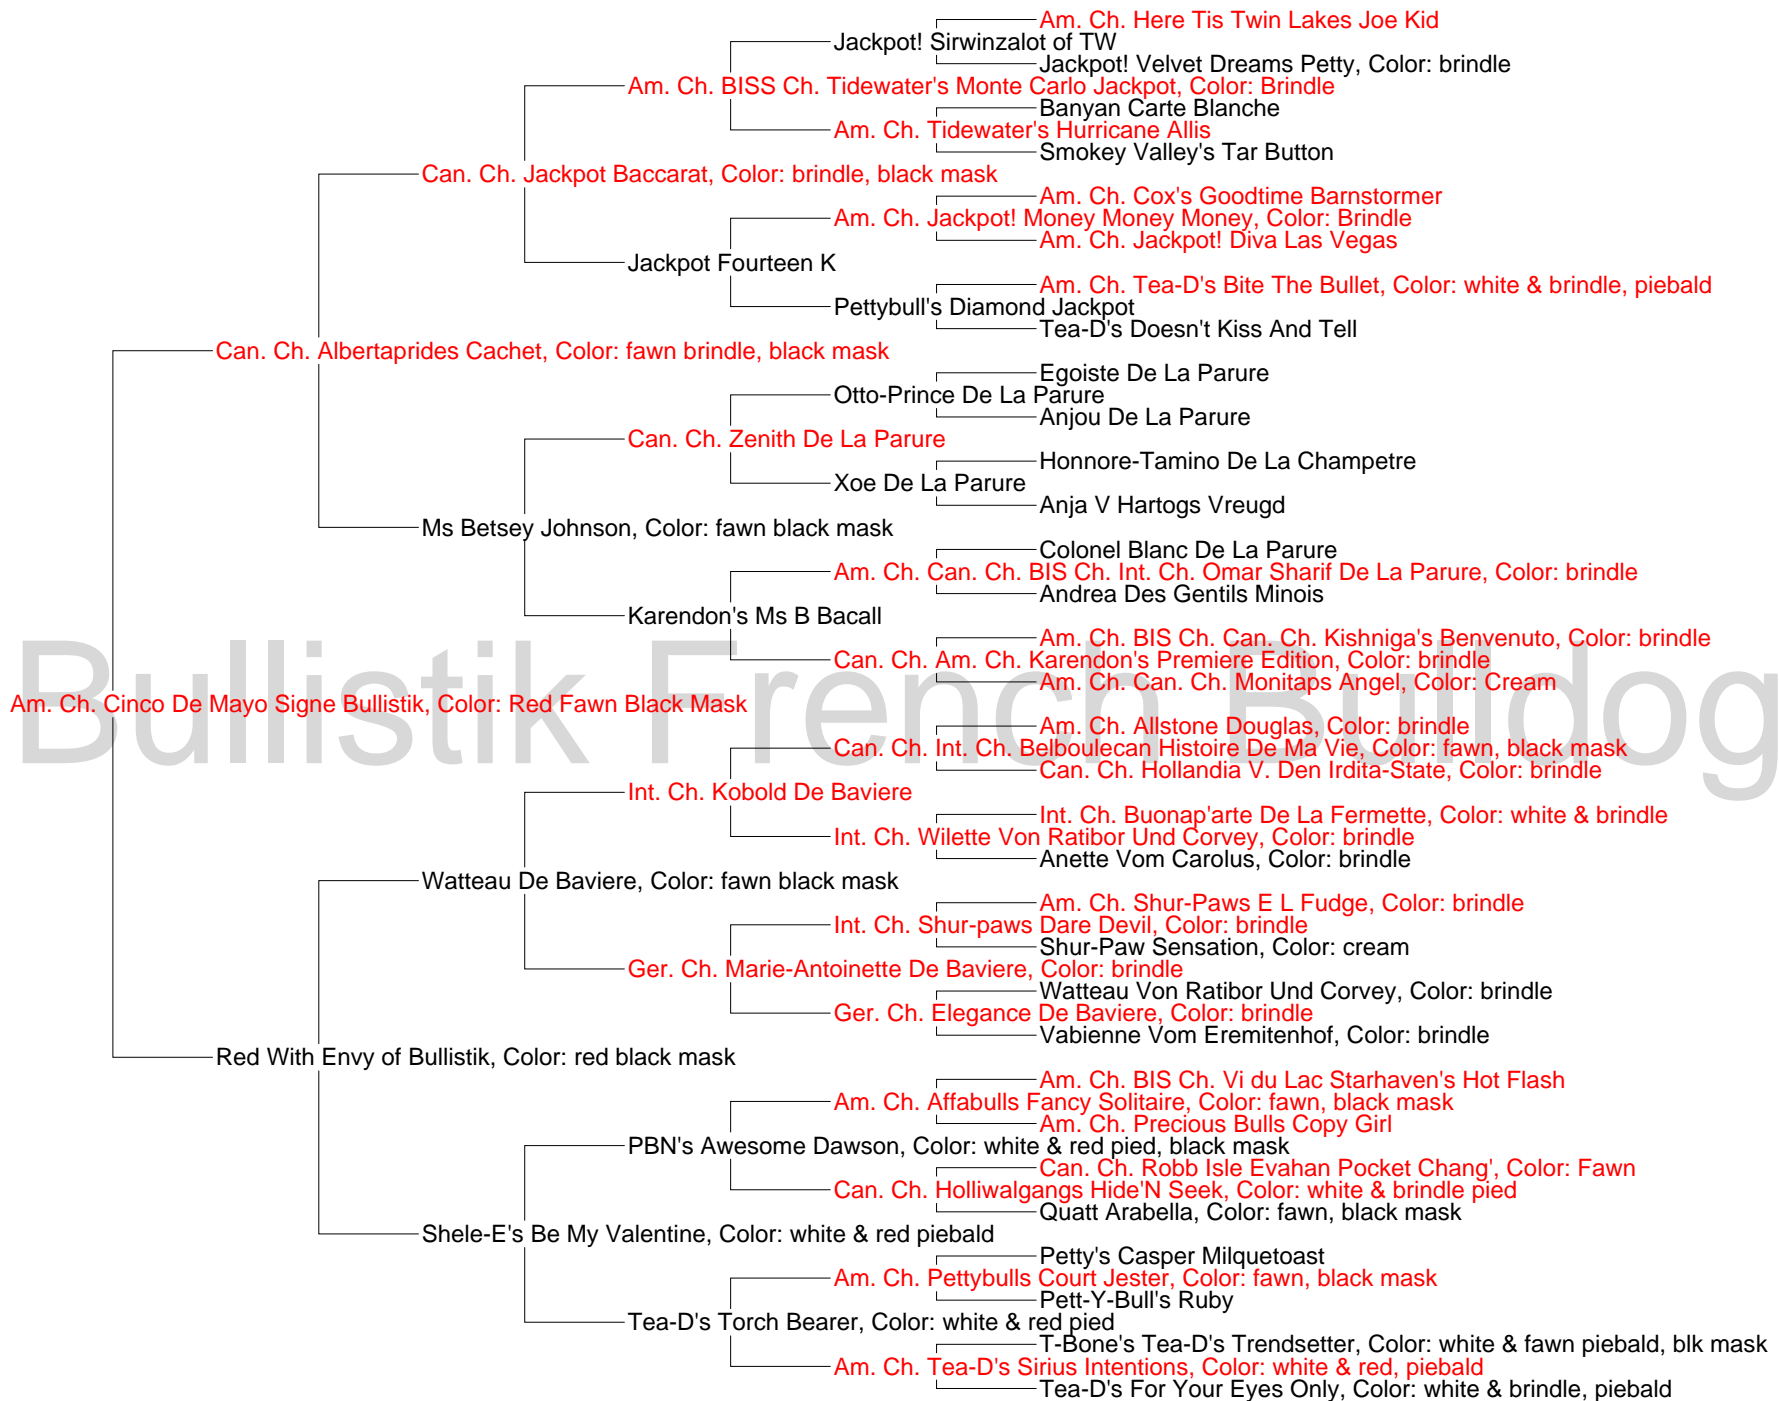 Am. Ch. Here Tis Twin Lakes Joe Kid
Jackpot! Sirwinzalot of TW
Jackpot! Velvet Dreams Petty, Color: brindle
Am. Ch. BISS Ch. Tidewater's Monte Carlo Jackpot, Color: Brindle
Banyan Carte Blanche
Am. Ch. Tidewater's Hurricane Allis
Smokey Valley's Tar Button
Can. Ch. Jackpot Baccarat, Color: brindle, black mask
Am. Ch. Cox's Goodtime Barnstormer
Am. Ch. Jackpot! Money Money Money, Color: Brindle
Am. Ch. Jackpot! Diva Las Vegas
Jackpot Fourteen K
Am. Ch. Tea-D's Bite The Bullet, Color: white & brindle, piebald
Pettybull's Diamond Jackpot
Tea-D's Doesn't Kiss And Tell
Can. Ch. Albertaprides Cachet, Color: fawn brindle, black mask
Egoiste De La Parure
Otto-Prince De La Parure
Anjou De La Parure
Can. Ch. Zenith De La Parure
Honnore-Tamino De La Champetre
Xoe De La Parure
Anja V Hartogs Vreugd
Ms Betsey Johnson, Color: fawn black mask
Colonel Blanc De La Parure
Am. Ch. Can. Ch. BIS Ch. Int. Ch. Omar Sharif De La Parure, Color: brindle
Andrea Des Gentils Minois
Karendon's Ms B Bacall
Am. Ch. BIS Ch. Can. Ch. Kishniga's Benvenuto, Color: brindle
Can. Ch. Am. Ch. Karendon's Premiere Edition, Color: brindle
Am. Ch. Can. Ch. Monitaps Angel, Color: Cream
Bullistik French Bulldog
Am. Ch. Cinco De Mayo Signe Bullistik, Color: Red Fawn Black Mask
Am. Ch. Allstone Douglas, Color: brindle
Can. Ch. Int. Ch. Belboulecan Histoire De Ma Vie, Color: fawn, black mask
Can. Ch. Hollandia V. Den Irdita-State, Color: brindle
Int. Ch. Kobold De Baviere
Int. Ch. Buonap'arte De La Fermette, Color: white & brindle
Int. Ch. Wilette Von Ratibor Und Corvey, Color: brindle
Anette Vom Carolus, Color: brindle
Watteau De Baviere, Color: fawn black mask
Am. Ch. Shur-Paws E L Fudge, Color: brindle
Int. Ch. Shur-paws Dare Devil, Color: brindle
Shur-Paw Sensation, Color: cream
Ger. Ch. Marie-Antoinette De Baviere, Color: brindle
Watteau Von Ratibor Und Corvey, Color: brindle
Ger. Ch. Elegance De Baviere, Color: brindle
Vabienne Vom Eremitenhof, Color: brindle
Red With Envy of Bullistik, Color: red black mask
Am. Ch. BIS Ch. Vi du Lac Starhaven's Hot Flash
Am. Ch. Affabulls Fancy Solitaire, Color: fawn, black mask
Am. Ch. Precious Bulls Copy Girl
PBN's Awesome Dawson, Color: white & red pied, black mask
Can. Ch. Robb Isle Evahan Pocket Chang', Color: Fawn
Can. Ch. Holliwalgangs Hide'N Seek, Color: white & brindle pied
Quatt Arabella, Color: fawn, black mask
Shele-E's Be My Valentine, Color: white & red piebald
Petty's Casper Milquetoast
Am. Ch. Pettybulls Court Jester, Color: fawn, black mask
Pett-Y-Bull's Ruby
Tea-D's Torch Bearer, Color: white & red pied
T-Bone's Tea-D's Trendsetter, Color: white & fawn piebald, blk mask
Am. Ch. Tea-D's Sirius Intentions, Color: white & red, piebald
Tea-D's For Your Eyes Only, Color: white & brindle, piebald